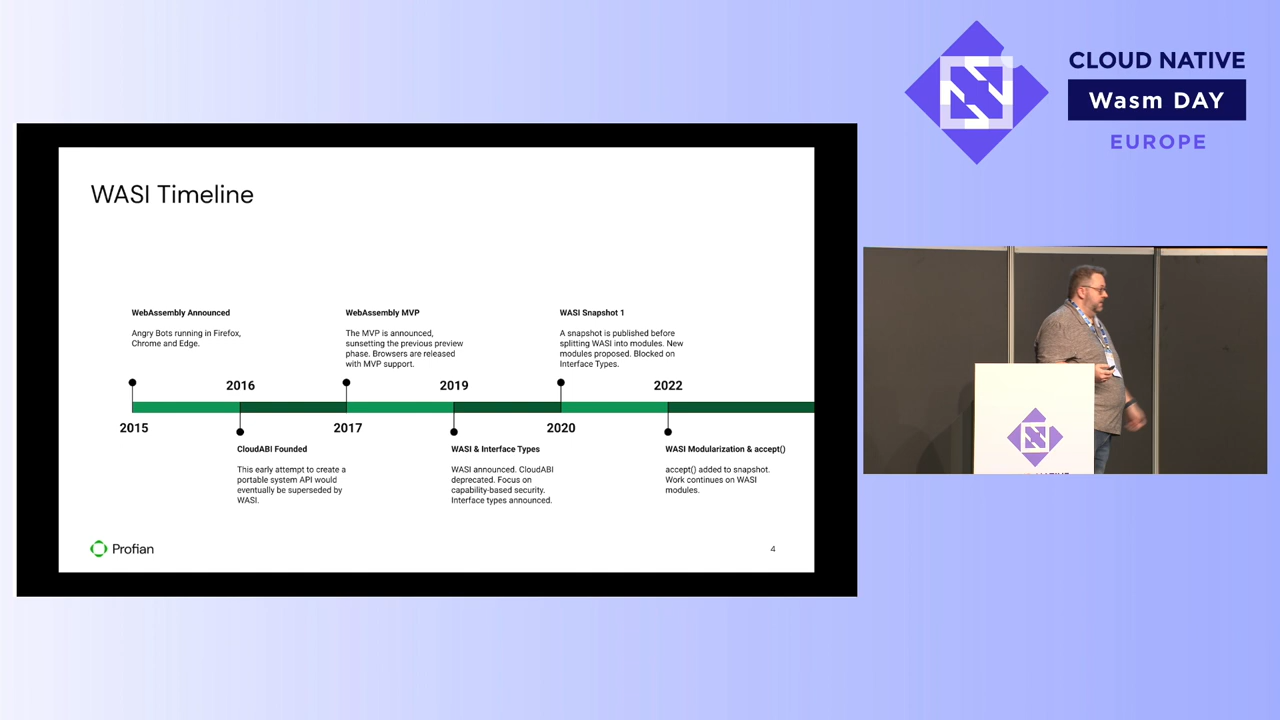 CLOUD NATIVE
Wasm DAY
EUROPE
WASI Timeline
WebAssembly Announced
Angry Bots running in Firefox,
Chrome and Edge.
WebAssembly MVP
The MVP is announced,
sunsetting the previous preview
phase. Browsers are released
with MVP support.
WASI Snapshot 1
A snapshot is published before
splitting WASI into modules. New
modules proposed. Blocked on
Interface Types.
2016
2019
2022
2015
2017
2020
CloudABI Founded
This early attempt to create a
portable system API would
eventually be superseded by
WASI.
WASI & Interface Types
WASI announced. CloudABI
deprecated. Focus on
capability-based security.
Interface types announced.
WASI Modularization & accept()
accept() added to snapshot.
Work continues on WASI
modules.
Profian
4